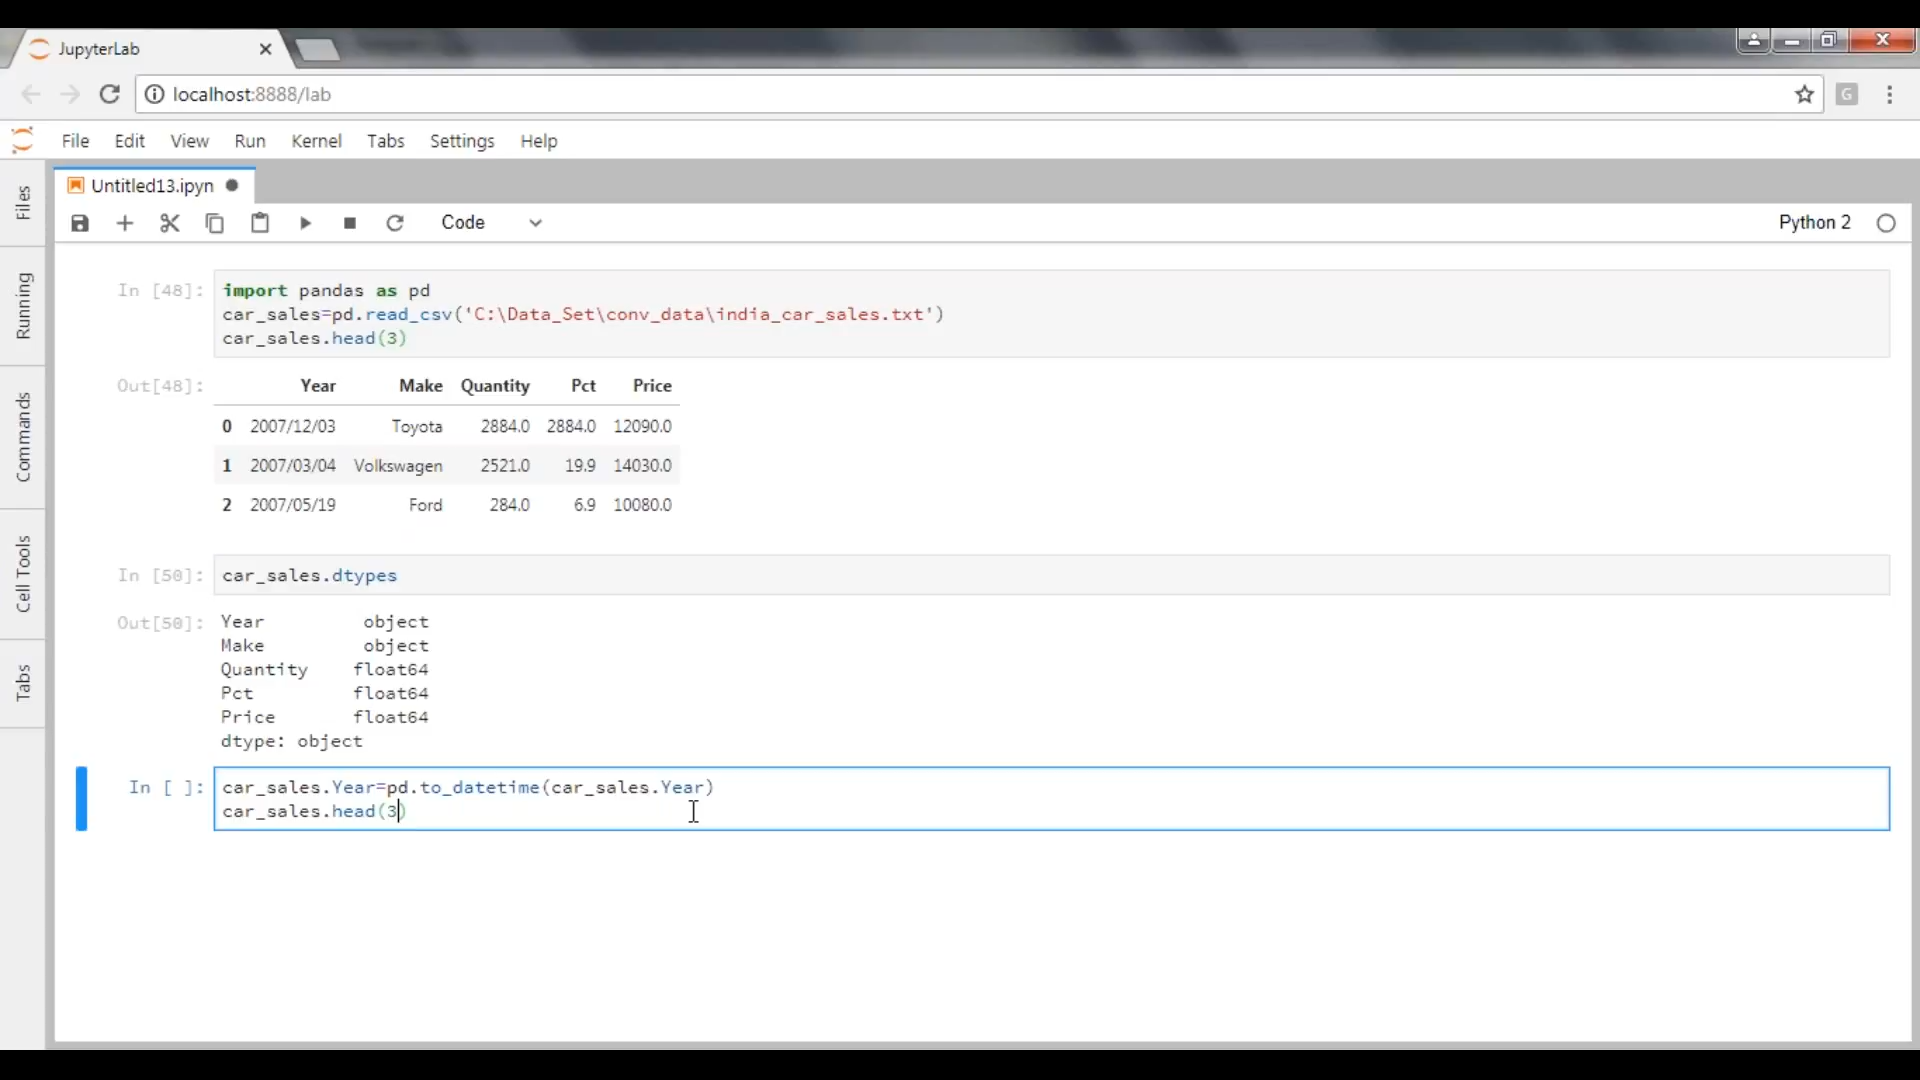 JupyterLab
localhost:8888/lab
G
File Edit View Run Kernel Tabs Settings Help
Files
Running
Commands
Cell Tools
Tabs
Untitled13.ipyn
Code
Python 2
In [48]: import pandas as pd
car_sales=pd.read_csv('C:\Data_Set\conv_data\india_car_sales.txt')
car_sales.head(3)
Out[48]: Year Make Quantity Pct Price
0 2007/12/03 Toyota 2884.0 2884.0 12090.0
1 2007/03/04 Volkswagen 2521.0 19.9 14030.0
2 2007/05/19 Ford 284.0 6.9 10080.0
In [50]: car_sales.dtypes
Out[50]: Year object
Make object
Quantity float64
Pct float64
Price float64
dtype: object
In [ ]: car_sales.Year=pd.to_datetime(car_sales.Year)
car_sales.head(3)